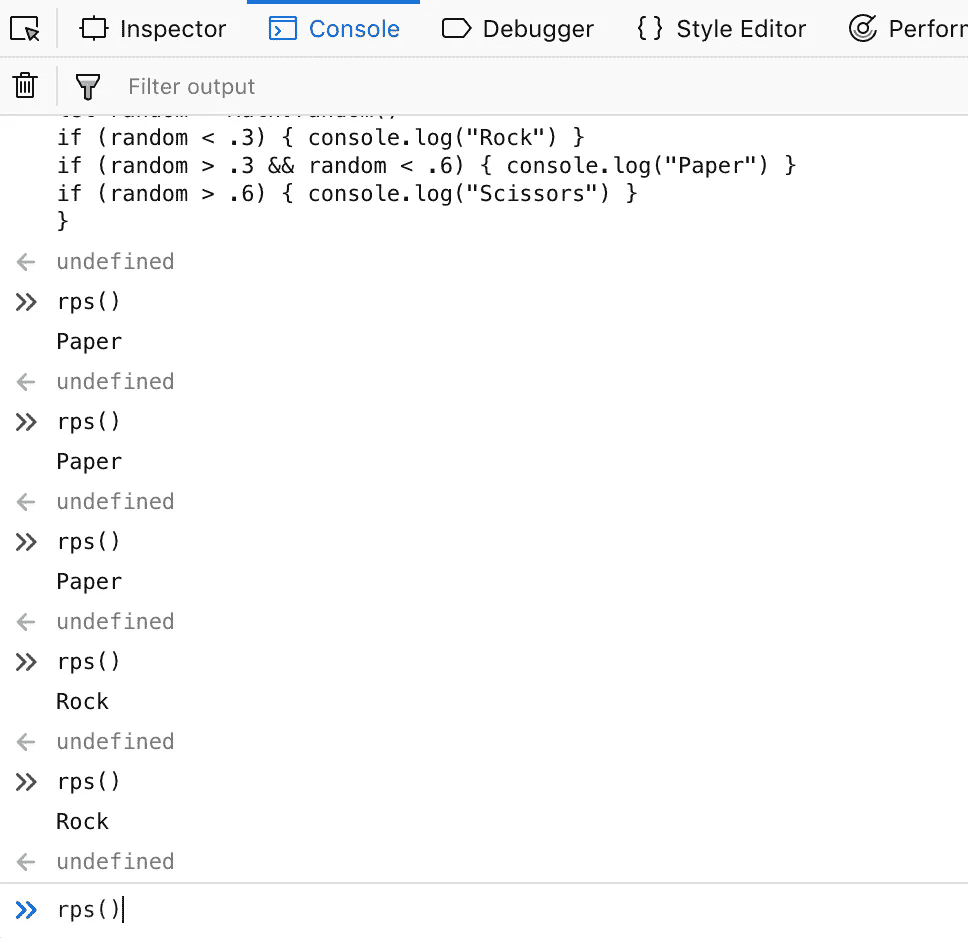 Inspector Console Debugger {} Style Editor Perforn
Filter output
if (random < .3) { console.log("Rock") }
if (random > .3 && random < .6) { console.log("Paper") }
if (random > .6) { console.log("Scissors") }
}
undefined
rps()
Paper
undefined
rps()
Paper
undefined
rps()
Paper
undefined
rps()
Rock
undefined
rps()
Rock
undefined
rps()